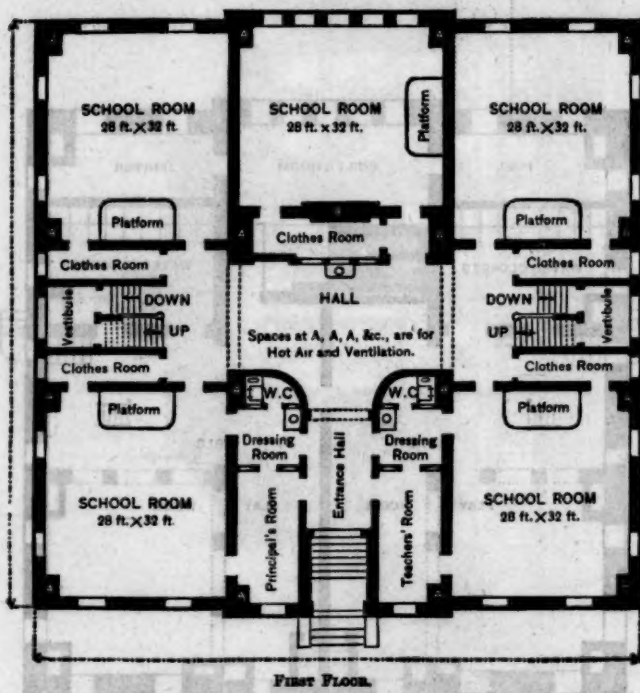 SCHOOL ROOM
28 ft. × 32 ft.
SCHOOL ROOM
28 ft. x 32 ft.
Platform
SCHOOL ROOM
28 ft. × 32 ft.
Platform
Platform
Clothes Room
Clothes Room
Clothes Room
Vestibule
DOWN
UP
HALL
Spaces at A, A, A, &c., are for
Hot Air and Ventilation.
DOWN
UP
Vestibule
Clothes Room
Clothes Room
Platform
W.C
W.C
Platform
Dressing
Room
Dressing
Room
Entrance Hall
SCHOOL ROOM
28 ft. × 32 ft.
Principal's Room
Teachers' Room
SCHOOL ROOM
28 ft. × 32 ft.
FIRST FLOOR.